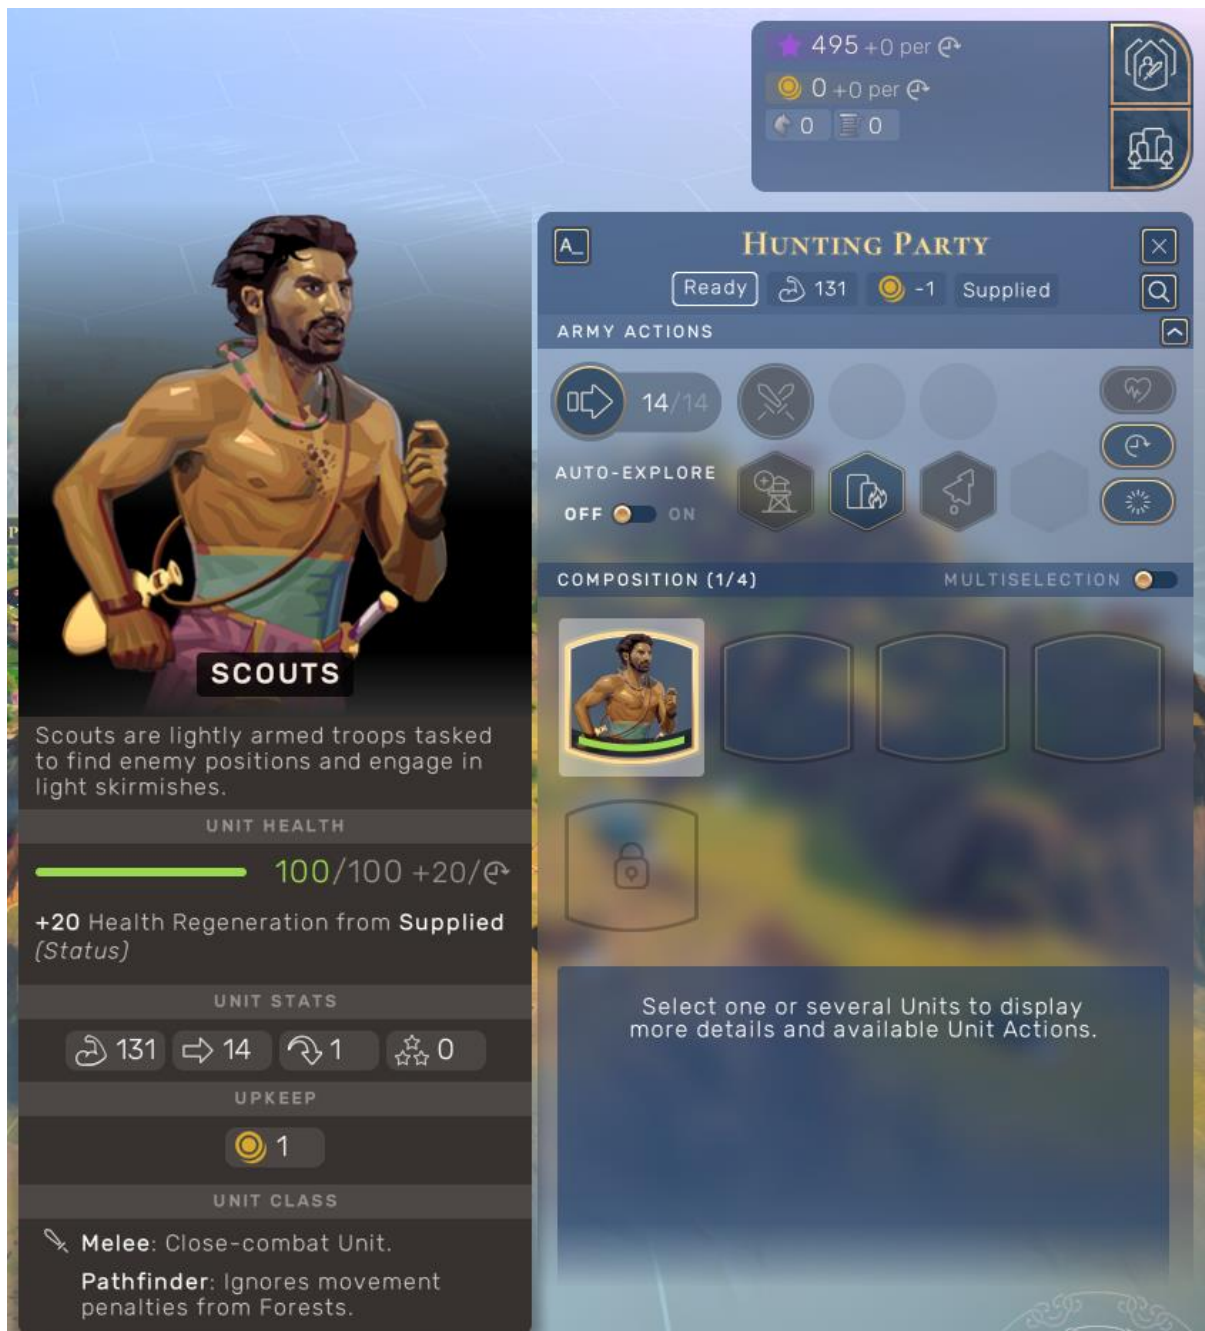 495 +0 per
0 +0 per
0 0
A_
HUNTING PARTY
Ready 131 -1 Supplied
ARMY ACTIONS
14/14
AUTO-EXPLORE
OFF ON
COMPOSITION (1/4)
MULTISELECTION
Select one or several Units to display
more details and available Unit Actions.
SCOUTS
Scouts are lightly armed troops tasked
to find enemy positions and engage in
light skirmishes.
UNIT HEALTH
100/100 +20/
+20 Health Regeneration from Supplied
(Status)
UNIT STATS
131 14 1 0
UPKEEP
1
UNIT CLASS
Melee: Close-combat Unit.
Pathfinder: Ignores movement
penalties from Forests.